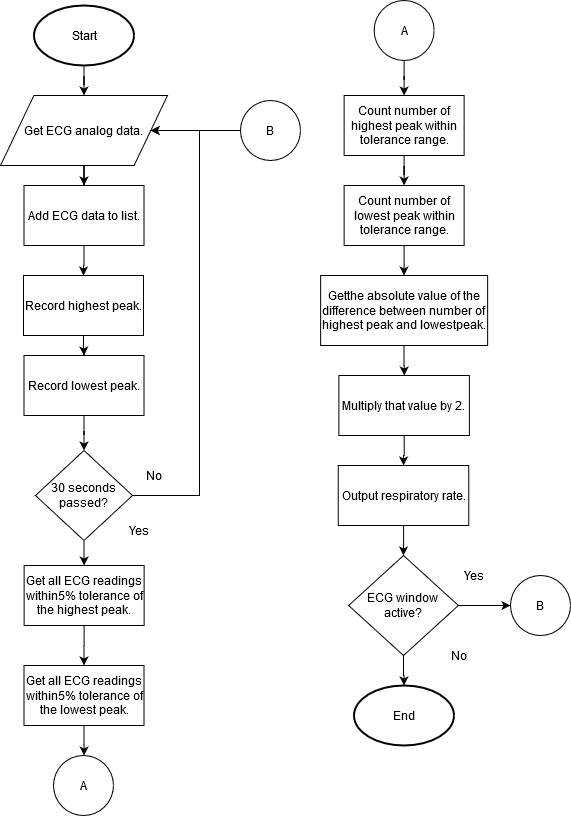 Start
Get ECG analog data.
B
Add ECG data to list.
Record highest peak.
Record lowest peak.
30 seconds
passed?
No
Yes
Get all ECG readings
within5% tolerance of
the highest peak.
Get all ECG readings
within5% tolerance of
the lowest peak.
A
A
Count number of
highest peak within
tolerance range.
Count number of
lowest peak within
tolerance range.
Getthe absolute value of the
difference between number of
highest peak and lowestpeak.
Multiply that value by 2.
Output respiratory rate.
ECG window
active?
Yes
B
No
End